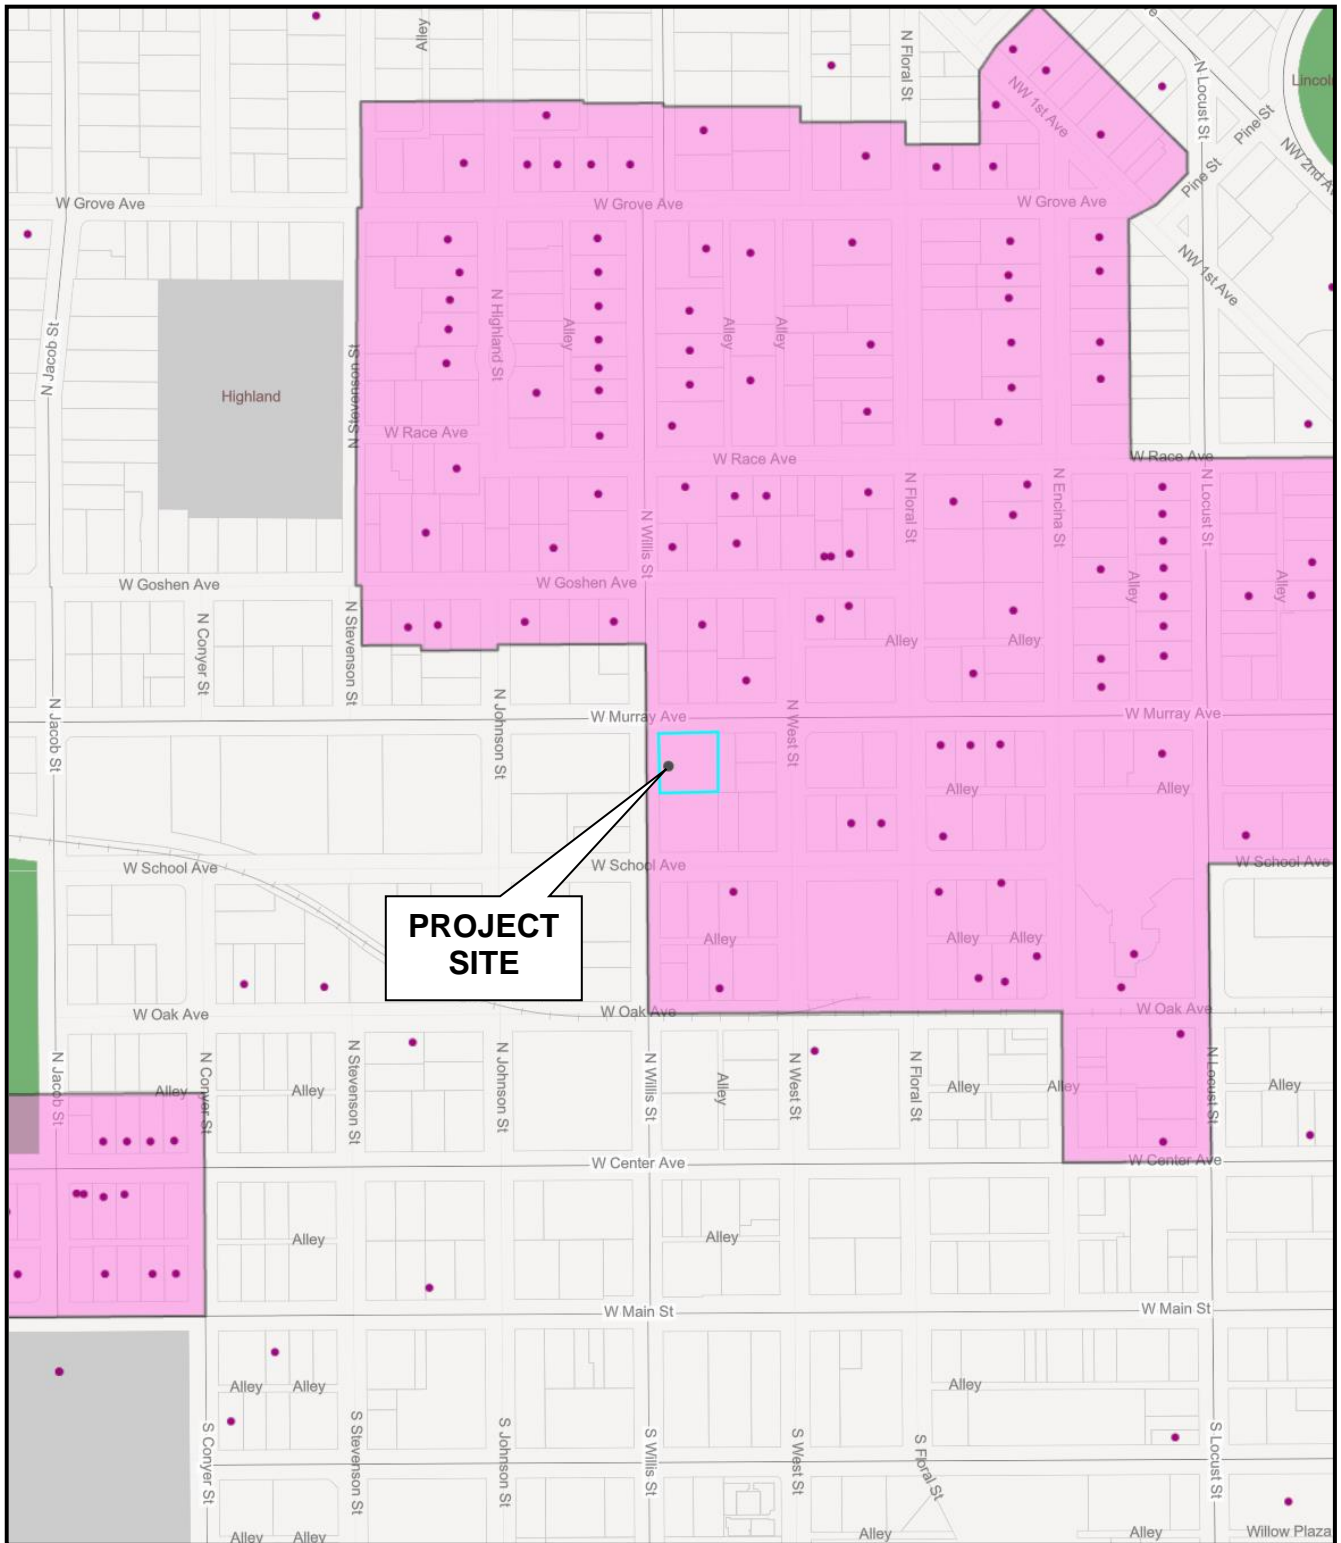 Alley
N Floral St
N Locust St
Lincol
NW 1st Ave
Pine St
NW 2nd A
Pine St
W Grove Ave
W Grove Ave
W Grove Ave
NW 1st Ave
N Jacob St
N Stevenson St
N Highland St
Alley
Alley
Alley
Highland
W Race Ave
W Race Ave
W Race Ave
N Floral St
N Encina St
N Locust St
N Willis St
W Goshen Ave
W Goshen Ave
Alley
Alley
N Conyer St
N Stevenson St
Alley
Alley
N Jacob St
N Johnson St
W Murray Ave
N West St
W Murray Ave
Alley
Alley
W School Ave
W School Ave
W School Ave
PROJECT
SITE
Alley
Alley
Alley
W Oak Ave
W Oak Ave
W Oak Ave
N Jacob St
Alley
N Conyer St
Alley
N Stevenson St
N Johnson St
N Willis St
Alley
N West St
N Floral St
Alley
Alley
N Locust St
Alley
W Center Ave
W Center Ave
Alley
Alley
W Main St
W Main St
Alley
Alley
Alley
S Conyer St
S Stevenson St
S Johnson St
S Willis St
S West St
S Floral St
S Locust St
Alley
Alley
Alley
Alley
Willow Plaza